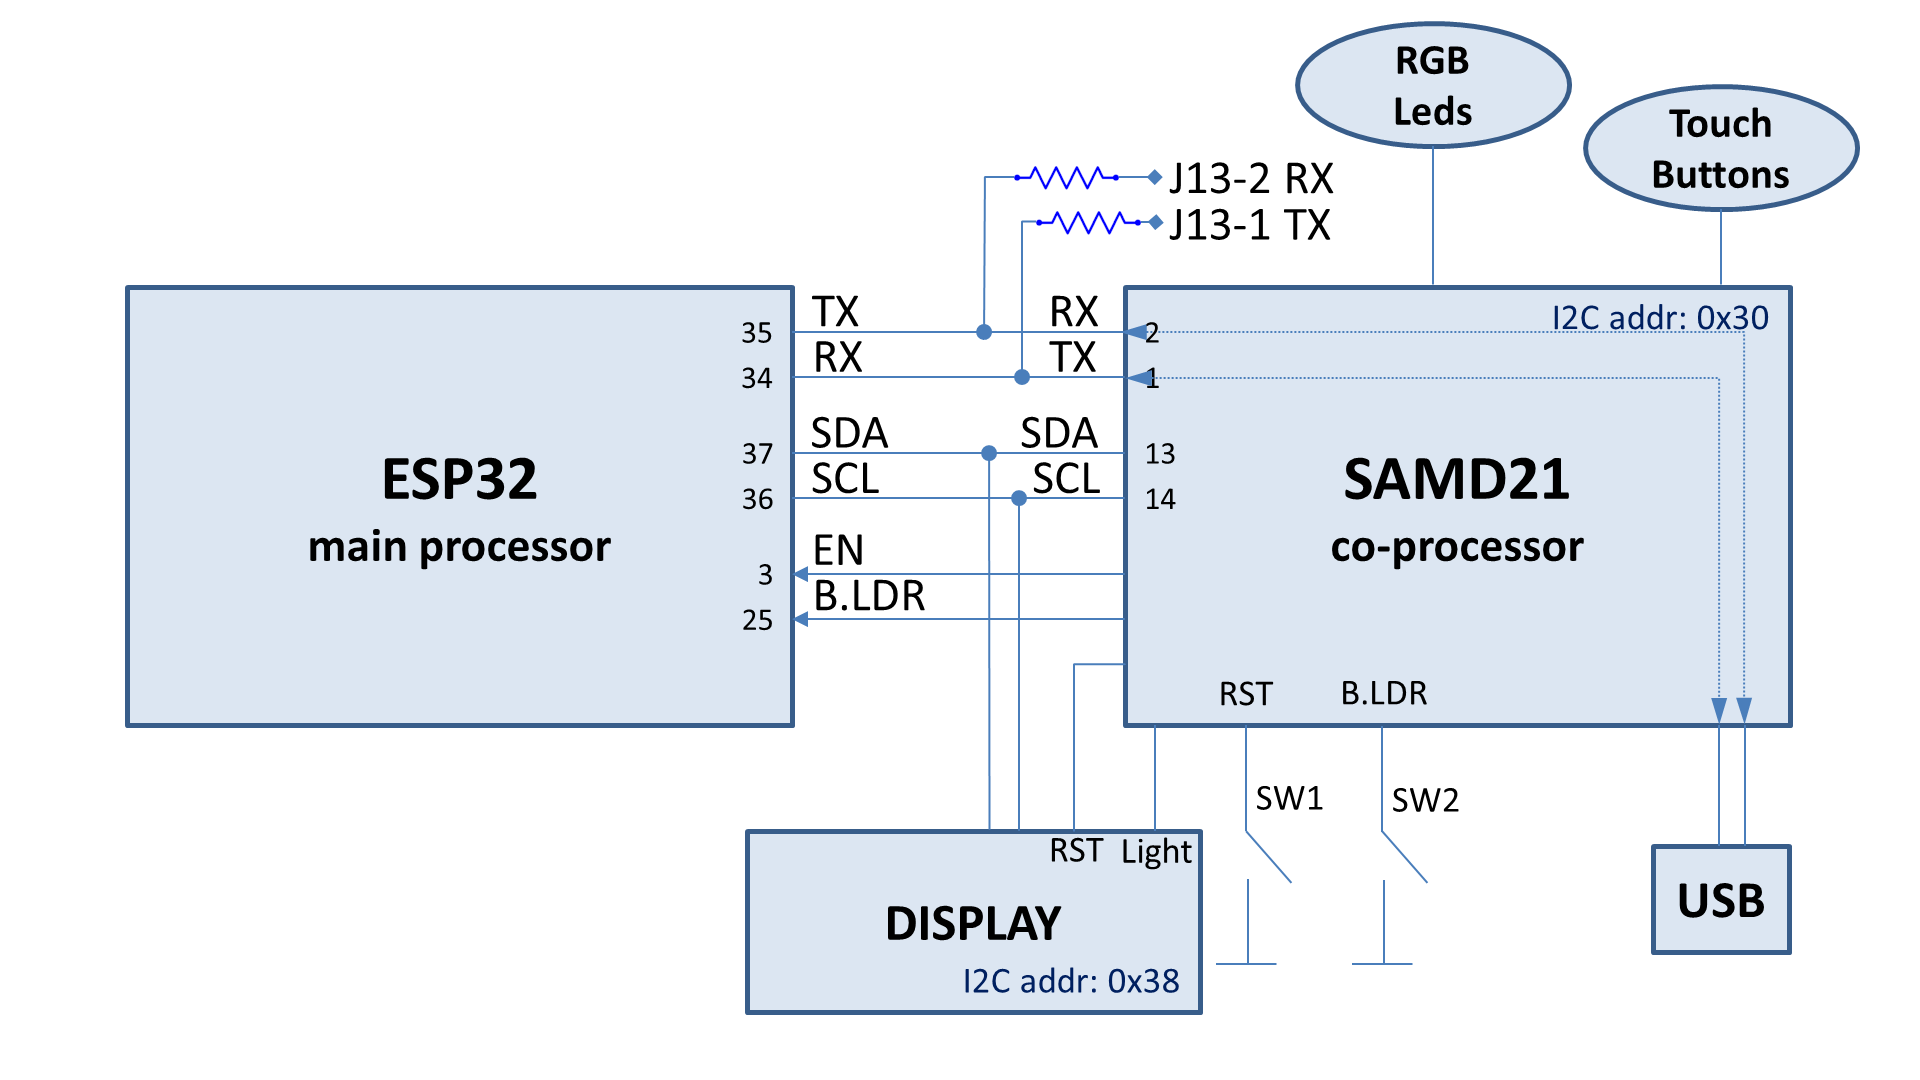 RGB
Leds
Touch
Buttons
J13-2 RX
J13-1 TX
TX
RX
I2C addr: 0x30
35
2
RX
TX
34
1
SDA
SDA
37
13
SCL
SCL
36
14
ESP32
main processor
SAMD21
co-processor
EN
3
B.LDR
25
RST
B.LDR
SW1
SW2
RST
Light
DISPLAY
I2C addr: 0x38
USB